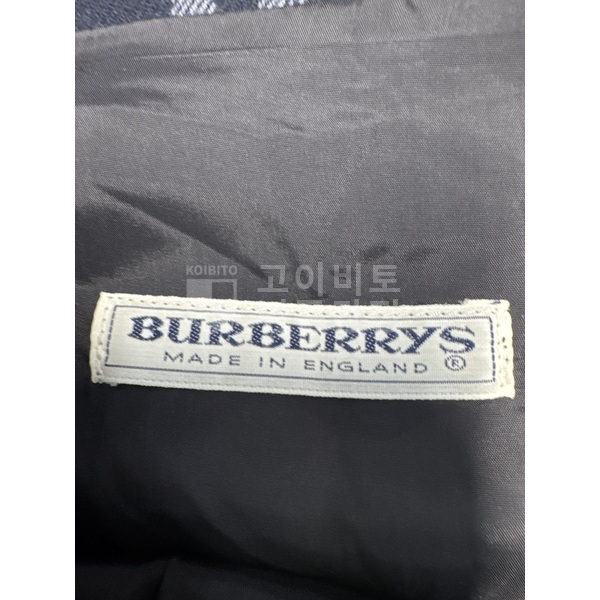 KOIBITO 고이비토
BURBERRYS
MADE IN ENGLAND ®